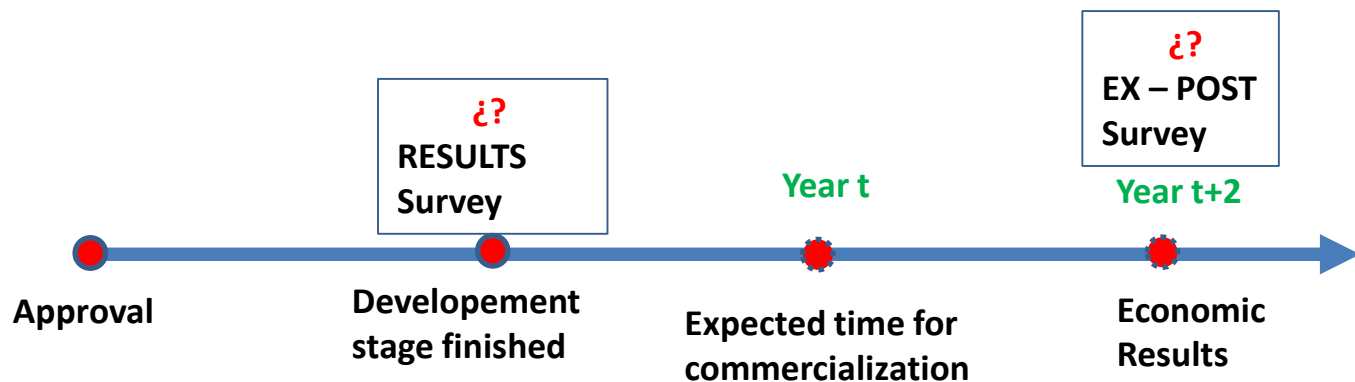 ¿?
RESULTS
Survey
¿?
EX – POST
Survey
Year t
Year t+2
Approval
Developement
stage finished
Expected time for
commercialization
Economic
Results